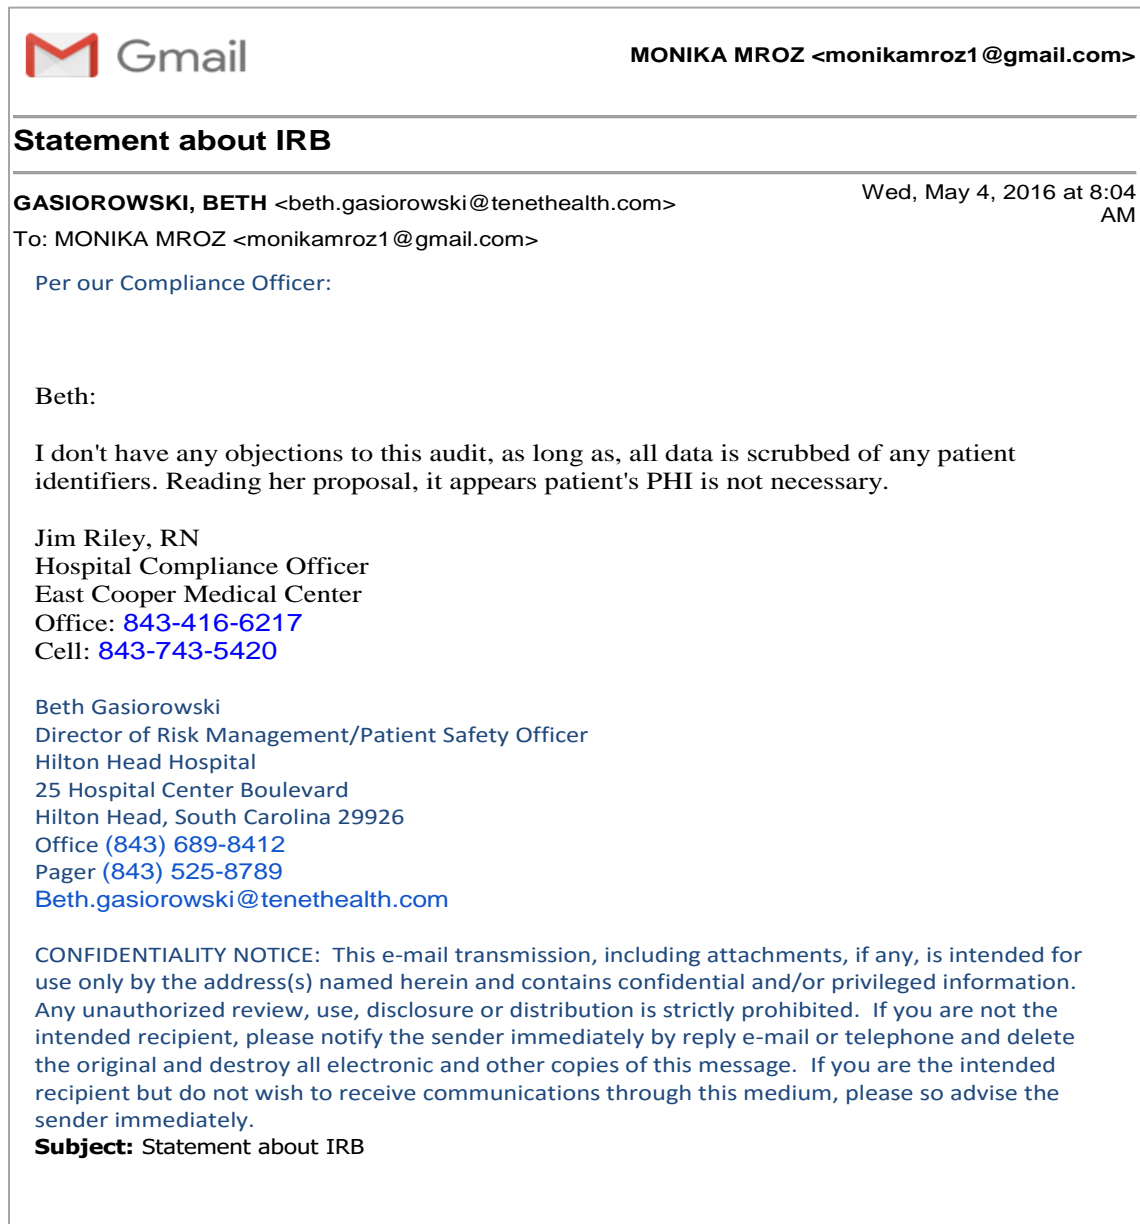 Gmail
MONIKA MROZ <monikamroz1@gmail.com>
Statement about IRB
GASIOROWSKI, BETH <beth.gasiorowski@tenethealth.com>
Wed, May 4, 2016 at 8:04
AM
To: MONIKA MROZ <monikamroz1@gmail.com>
Per our Compliance Officer:
Beth:
I don't have any objections to this audit, as long as, all data is scrubbed of any patient
identifiers. Reading her proposal, it appears patient's PHI is not necessary.
Jim Riley, RN
Hospital Compliance Officer
East Cooper Medical Center
Office: 843-416-6217
Cell: 843-743-5420
Beth Gasiorowski
Director of Risk Management/Patient Safety Officer
Hilton Head Hospital
25 Hospital Center Boulevard
Hilton Head, South Carolina 29926
Office (843) 689-8412
Pager (843) 525-8789
Beth.gasiorowski@tenethealth.com
CONFIDENTIALITY NOTICE: This e-mail transmission, including attachments, if any, is intended for
use only by the address(s) named herein and contains confidential and/or privileged information.
Any unauthorized review, use, disclosure or distribution is strictly prohibited. If you are not the
intended recipient, please notify the sender immediately by reply e-mail or telephone and delete
the original and destroy all electronic and other copies of this message. If you are the intended
recipient but do not wish to receive communications through this medium, please so advise the
sender immediately.
Subject: Statement about IRB